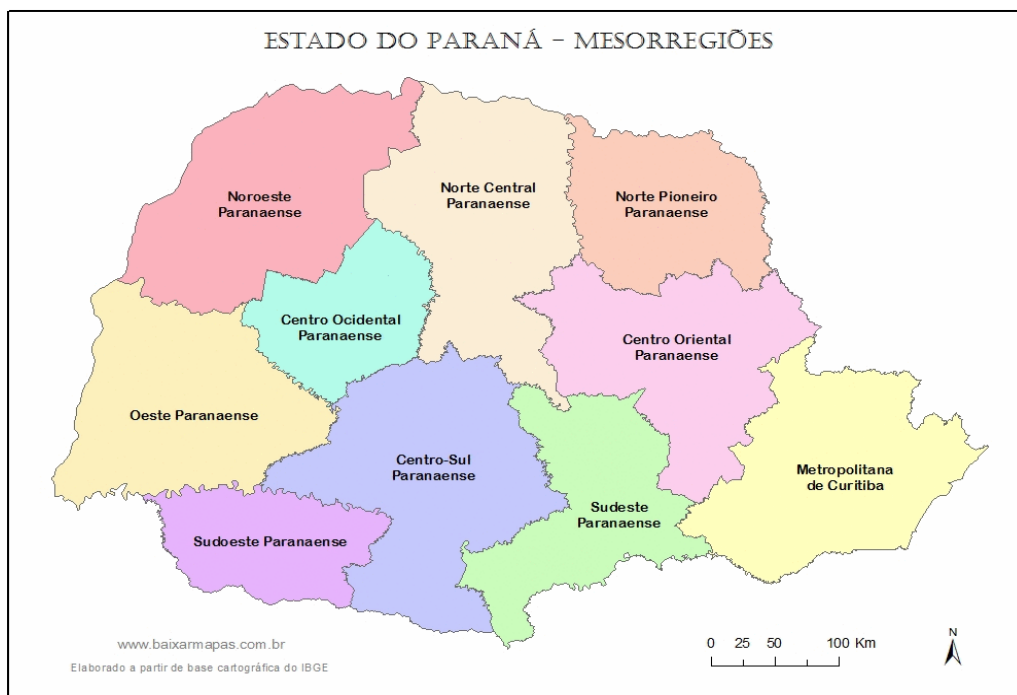 ESTADO DO PARANÁ – MESORREGIÕES
Noroeste
Paranaense
Norte Central
Paranaense
Norte Pioneiro
Paranaense
Centro Ocidental
Paranaense
Centro Oriental
Paranaense
Oeste Paranaense
Centro-Sul
Paranaense
Metropolitana
de Curitiba
Sudeste
Paranaense
Sudoeste Paranaense
www.baixarmapas.com.br
Elaborado a partir de base cartográfica do IBGE
0 25 50 100 Km
N